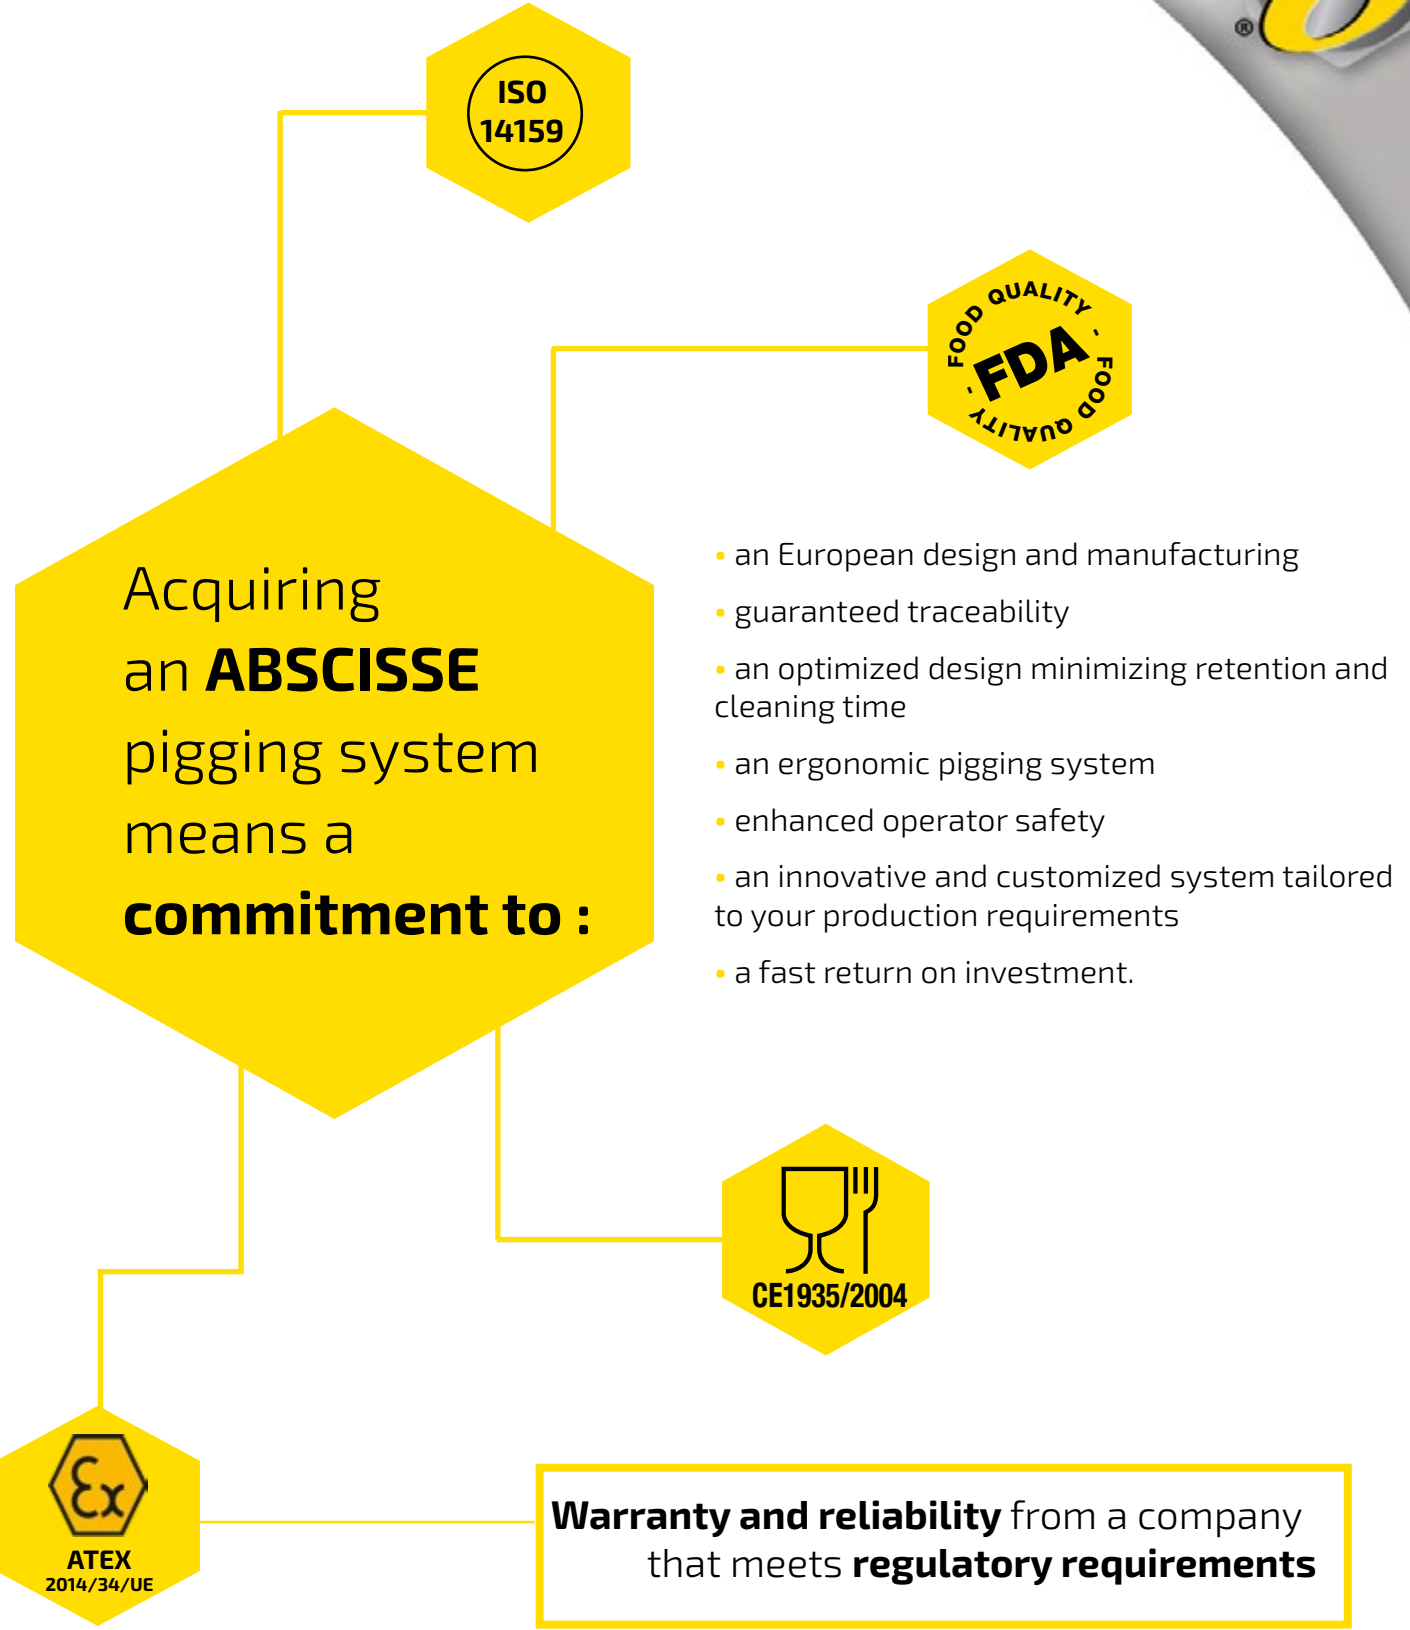 ®
ISO
14159
FOOD QUALITY - FOOD QUALITY -
FDA
Acquiring
an ABSCISSE
pigging system
means a
commitment to :
• an European design and manufacturing
• guaranteed traceability
• an optimized design minimizing retention and
cleaning time
• an ergonomic pigging system
• enhanced operator safety
• an innovative and customized system tailored
to your production requirements
• a fast return on investment.
CE1935/2004
Ex
ATEX
2014/34/UE
Warranty and reliability from a company
that meets regulatory requirements